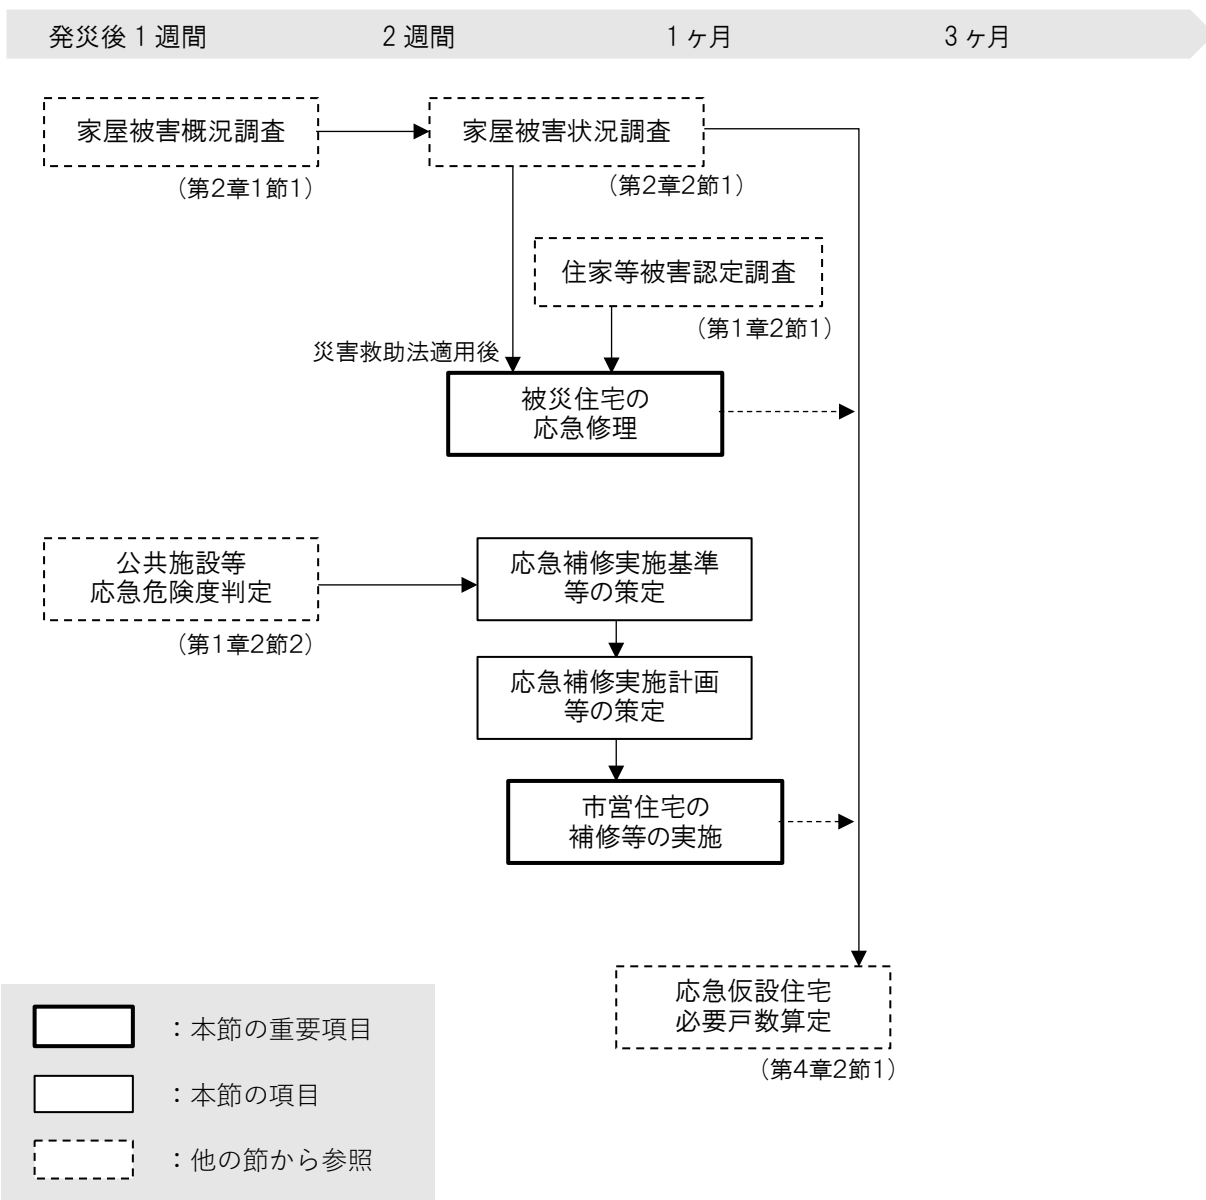 発災後1週間 2週間 1ヶ月 3ヶ月
家屋被害概況調査
(第2章1節1)
家屋被害状況調査
(第2章2節1)
住家等被害認定調査
(第1章2節1)
災害救助法適用後
被災住宅の
応急修理
公共施設等
応急危険度判定
(第1章2節2)
応急補修実施基準
等の策定
応急補修実施計画
等の策定
市営住宅の
補修等の実施
応急仮設住宅
必要戸数算定
(第4章2節1)
:本節の重要項目
:本節の項目
:他の節から参照